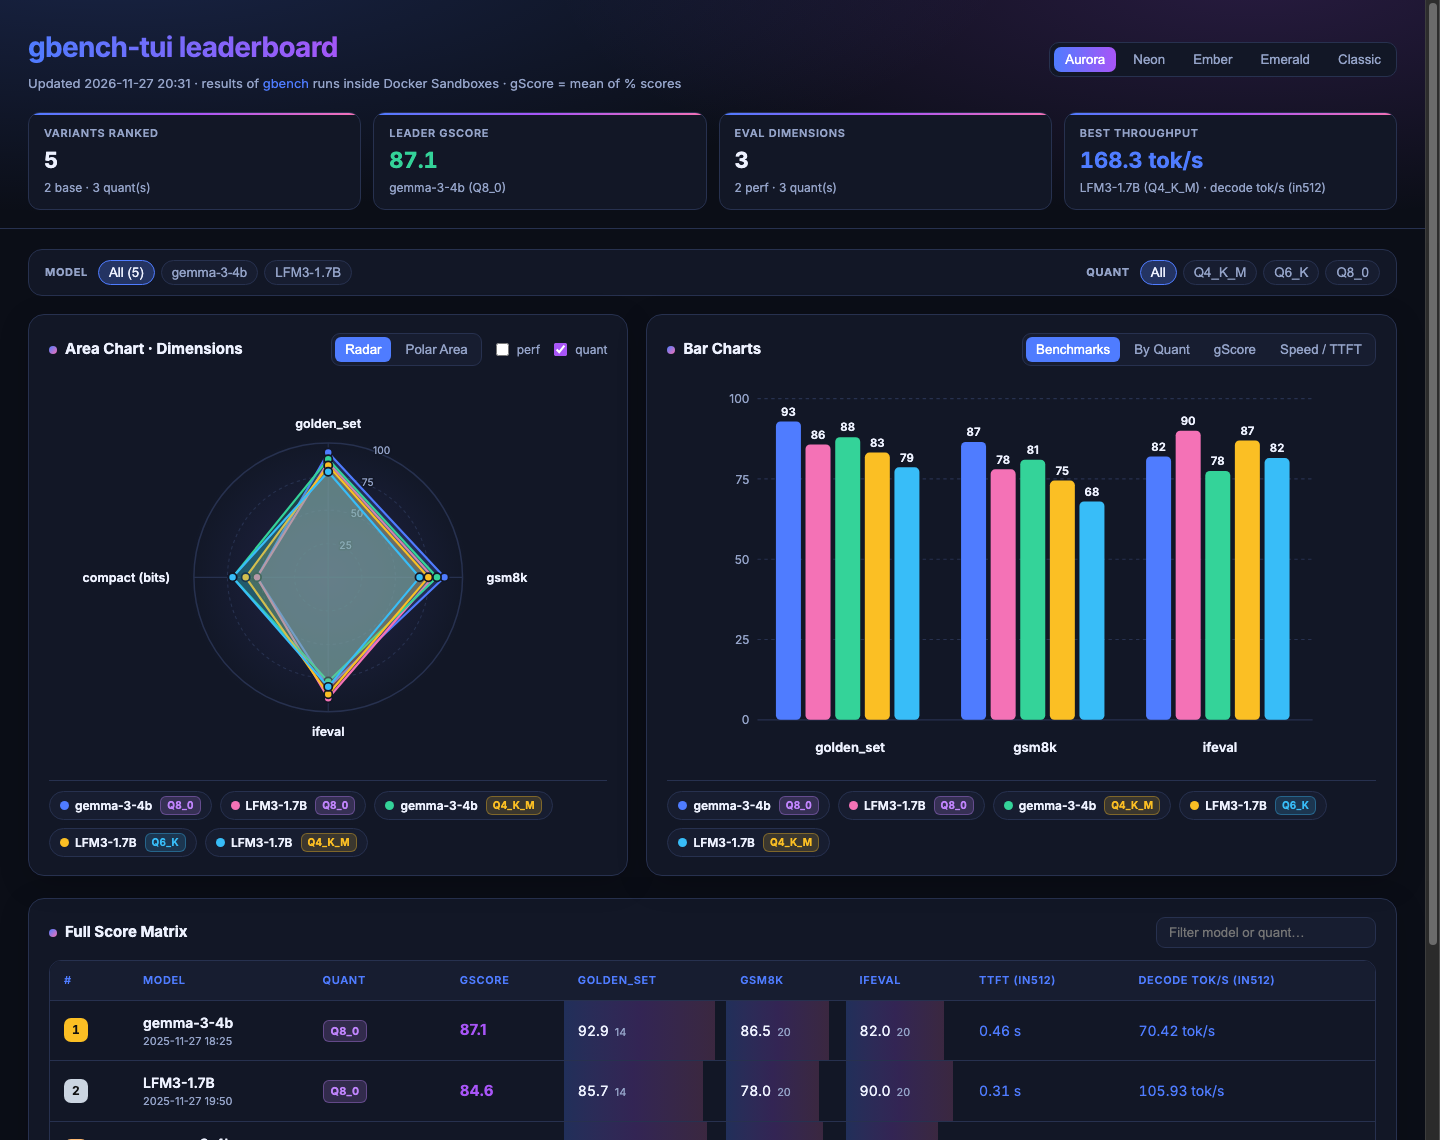 gbench-tui leaderboard
Updated 2026-11-27 20:31 · results of gbench runs inside Docker Sandboxes · gScore = mean of % scores
Aurora Neon Ember Emerald Classic
VARIANTS RANKED
5
2 base · 3 quant(s)
LEADER GSCORE
87.1
gemma-3-4b (Q8_0)
EVAL DIMENSIONS
3
2 perf · 3 quant(s)
BEST THROUGHPUT
168.3 tok/s
LFM3-1.7B (Q4_K_M) · decode tok/s (in512)
MODEL All (5) gemma-3-4b LFM3-1.7B
QUANT All Q4_K_M Q6_K Q8_0
Area Chart · Dimensions
Radar Polar Area perf quant
golden_set
100
75
50
25
compact (bits)
gsm8k
ifeval
gemma-3-4b Q8_0 LFM3-1.7B Q8_0 gemma-3-4b Q4_K_M
LFM3-1.7B Q6_K LFM3-1.7B Q4_K_M
Bar Charts
Benchmarks By Quant gScore Speed / TTFT
100
75
50
25
0
93 86 88 83 79
87 78 81 75 68
82 90 78 87 82
golden_set gsm8k ifeval
gemma-3-4b Q8_0 LFM3-1.7B Q8_0 gemma-3-4b Q4_K_M LFM3-1.7B Q6_K
LFM3-1.7B Q4_K_M
Full Score Matrix
Filter model or quant...
# MODEL QUANT GSCORE GOLDEN_SET GSM8K IFEVAL TTFT (IN512) DECODE TOK/S (IN512)
1 gemma-3-4b Q8_0 87.1 92.9 14 86.5 20 82.0 20 0.46 s 70.42 tok/s
2025-11-27 18:25
2 LFM3-1.7B Q8_0 84.6 85.7 14 78.0 20 90.0 20 0.31 s 105.93 tok/s
2025-11-27 19:50